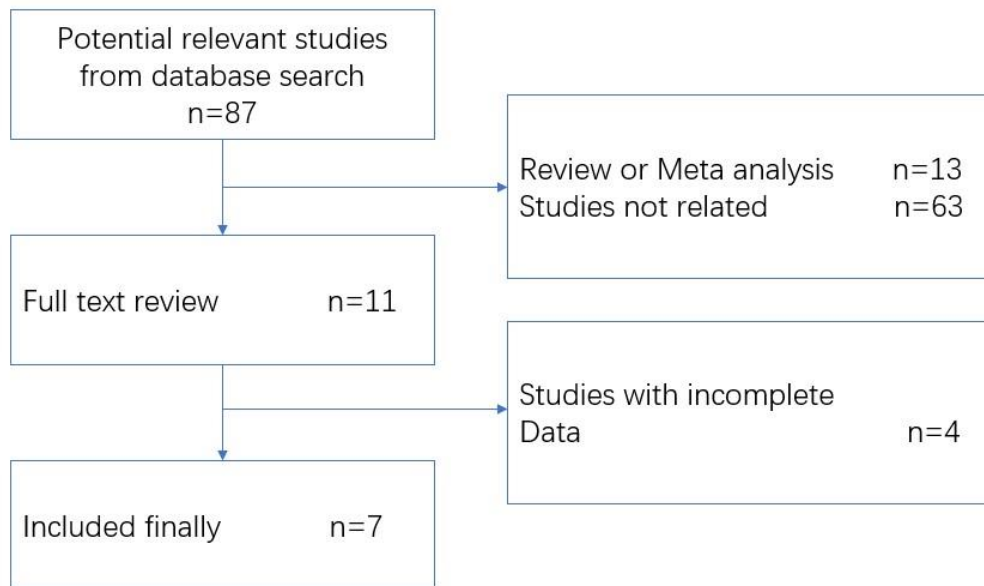 Potential relevant studies
from database search
n=87
Review or Meta analysis n=13
Studies not related n=63
Full text review n=11
Studies with incomplete
Data n=4
Included finally n=7